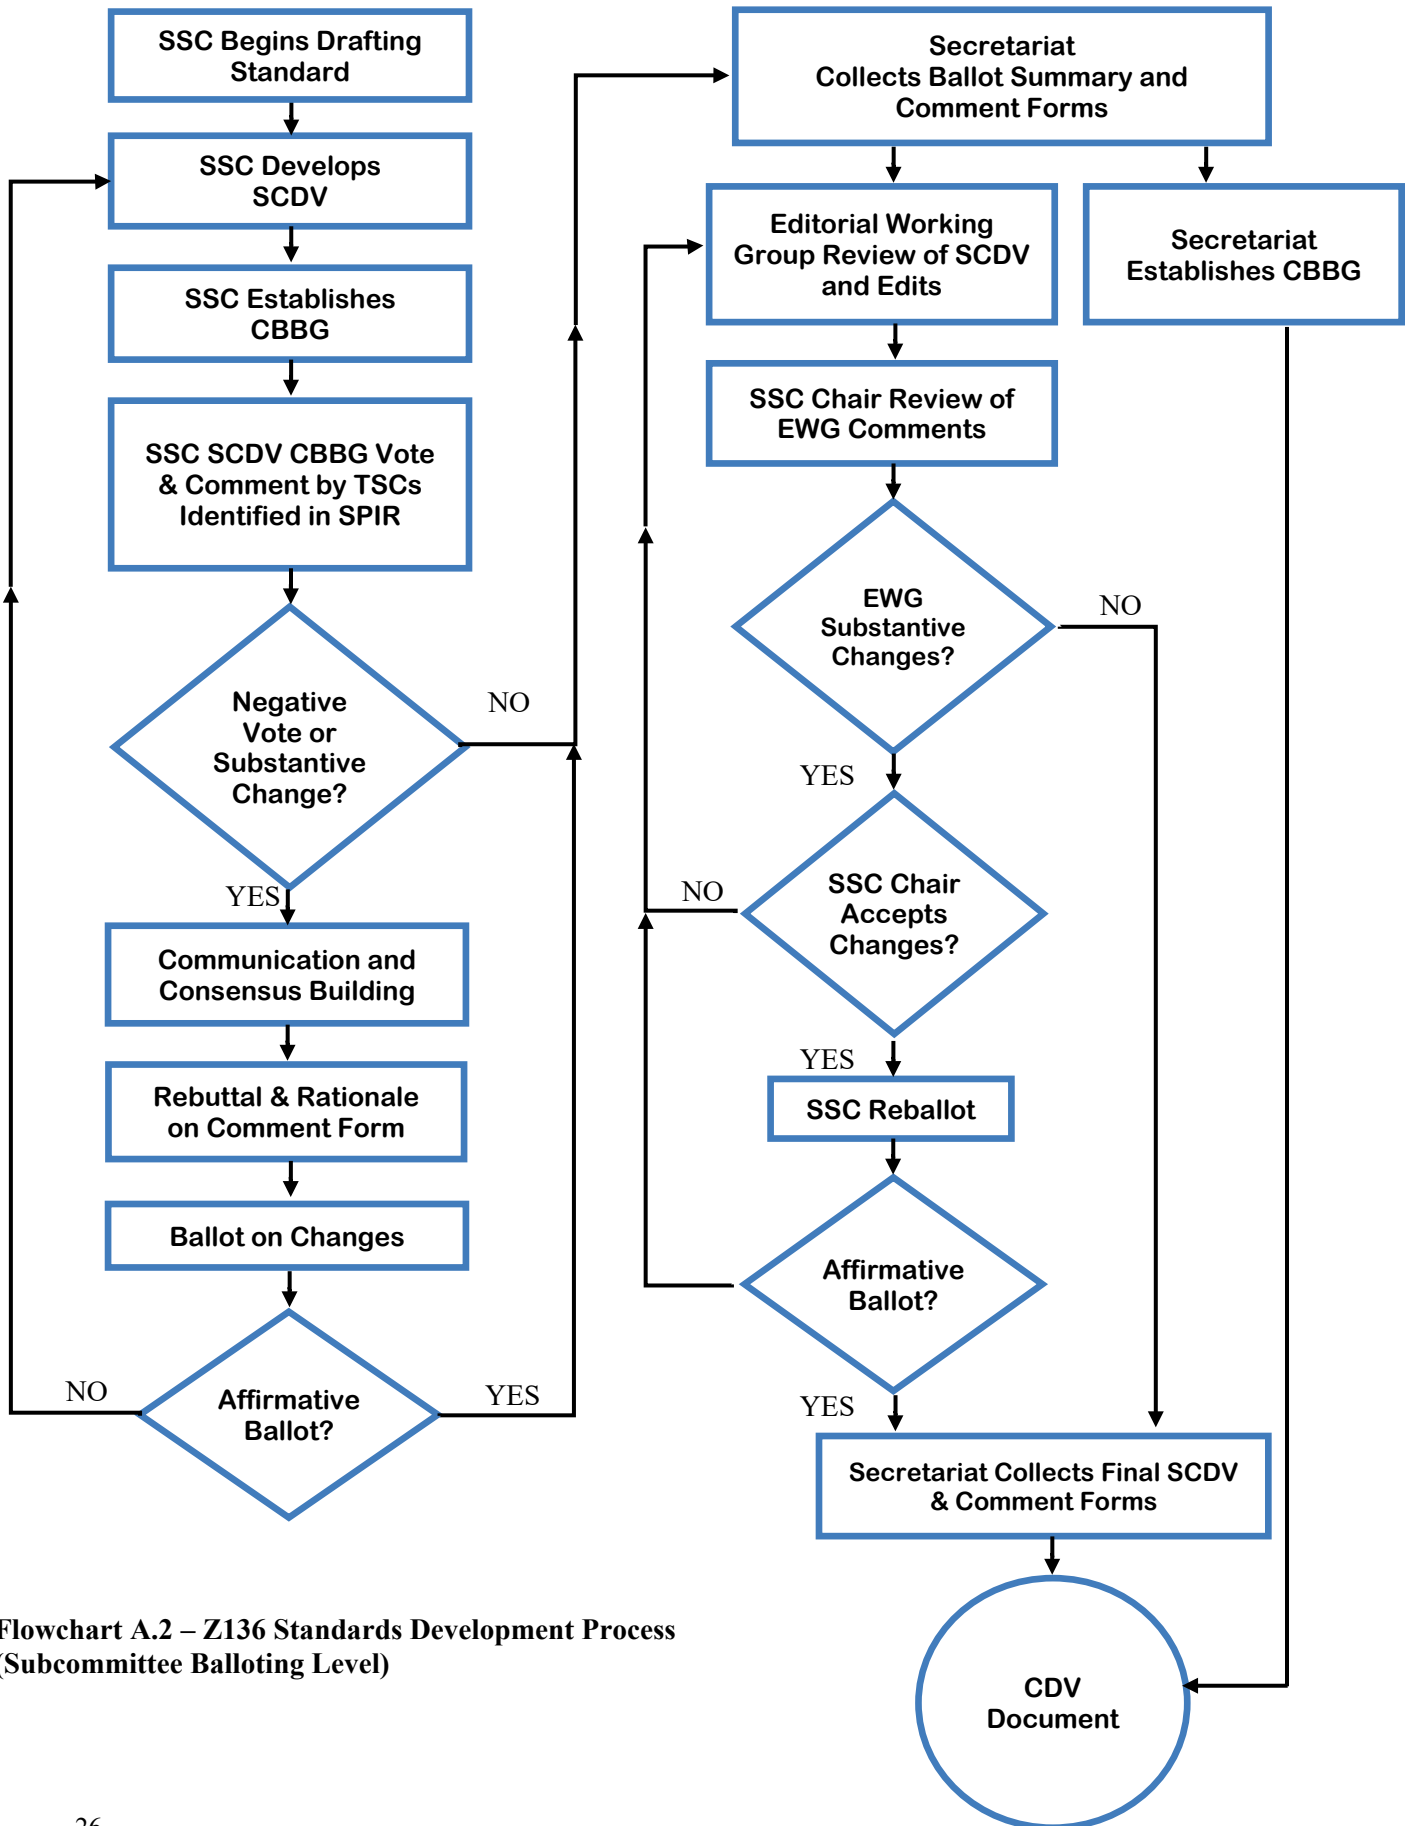 SSC Begins Drafting
Standard
SSC Develops
SCDV
SSC Establishes
CBBG
SSC SCDV CBBG Vote
& Comment by TSCs
Identified in SPIR
Negative
Vote or
Substantive
Change?
NO
YES
Communication and
Consensus Building
Rebuttal & Rationale
on Comment Form
Ballot on Changes
Affirmative
Ballot?
NO
YES
Secretariat
Collects Ballot Summary and
Comment Forms
Editorial Working
Group Review of SCDV
and Edits
Secretariat
Establishes CBBG
SSC Chair Review of
EWG Comments
EWG
Substantive
Changes?
NO
YES
SSC Chair
Accepts
Changes?
NO
YES
SSC Reballot
Affirmative
Ballot?
YES
Secretariat Collects Final SCDV
& Comment Forms
CDV
Document
Flowchart A.2 – Z136 Standards Development Process
(Subcommittee Balloting Level)
26